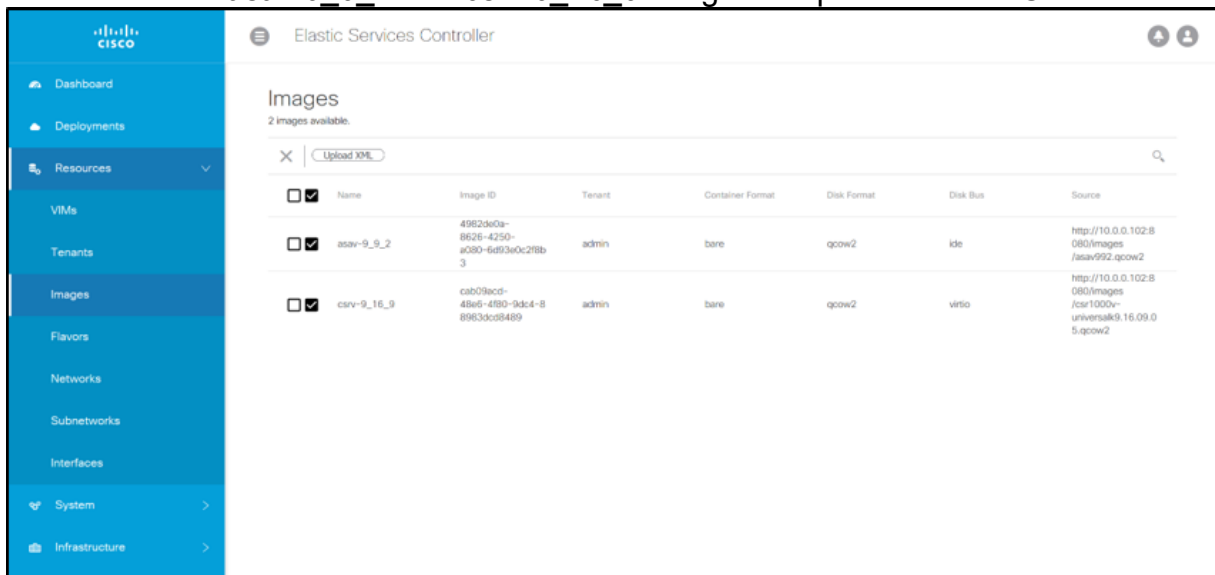 CISCO
Elastic Services Controller
Dashboard
Deployments
Resources
VIMs
Tenants
Images
Flavors
Networks
Subnetworks
Interfaces
System
Infrastructure
Images
2 images available.
Upload XML
Name Image ID Tenant Container Format Disk Format Disk Bus Source
asav-9_9_2
4982de0a-
8626-4250-
a080-6d93e0c2f8b
3
admin bare qcow2 ide
http://10.0.0.102:8
080/images
/asav992.qcow2
csrv-9_16_9
cab09acd-
48e6-4f80-9dc4-8
8983dcd8489
admin bare qcow2 virtio
http://10.0.0.102:8
080/images
/csr1000v-
universalk9.16.09.0
5.qcow2